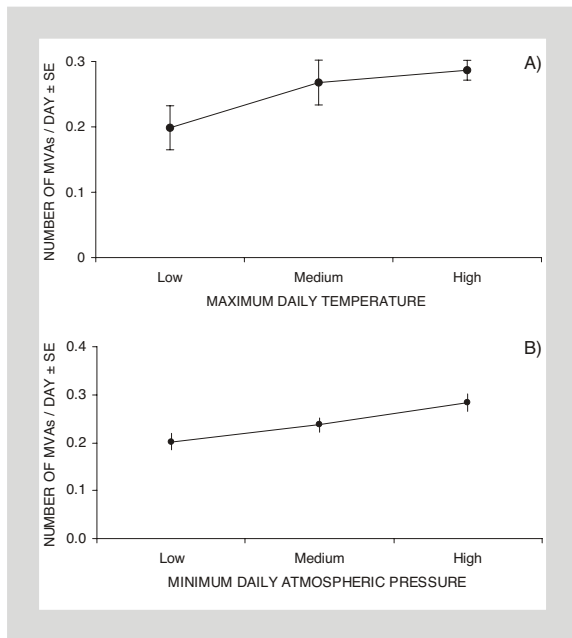 A)
NUMBER OF MVAs / DAY ± SE
0.3
0.2
0.1
0
Low Medium High
MAXIMUM DAILY TEMPERATURE
B)
NUMBER OF MVAs / DAY ± SE
0.4
0.3
0.2
0.1
0.0
Low Medium High
MINIMUM DAILY ATMOSPHERIC PRESSURE